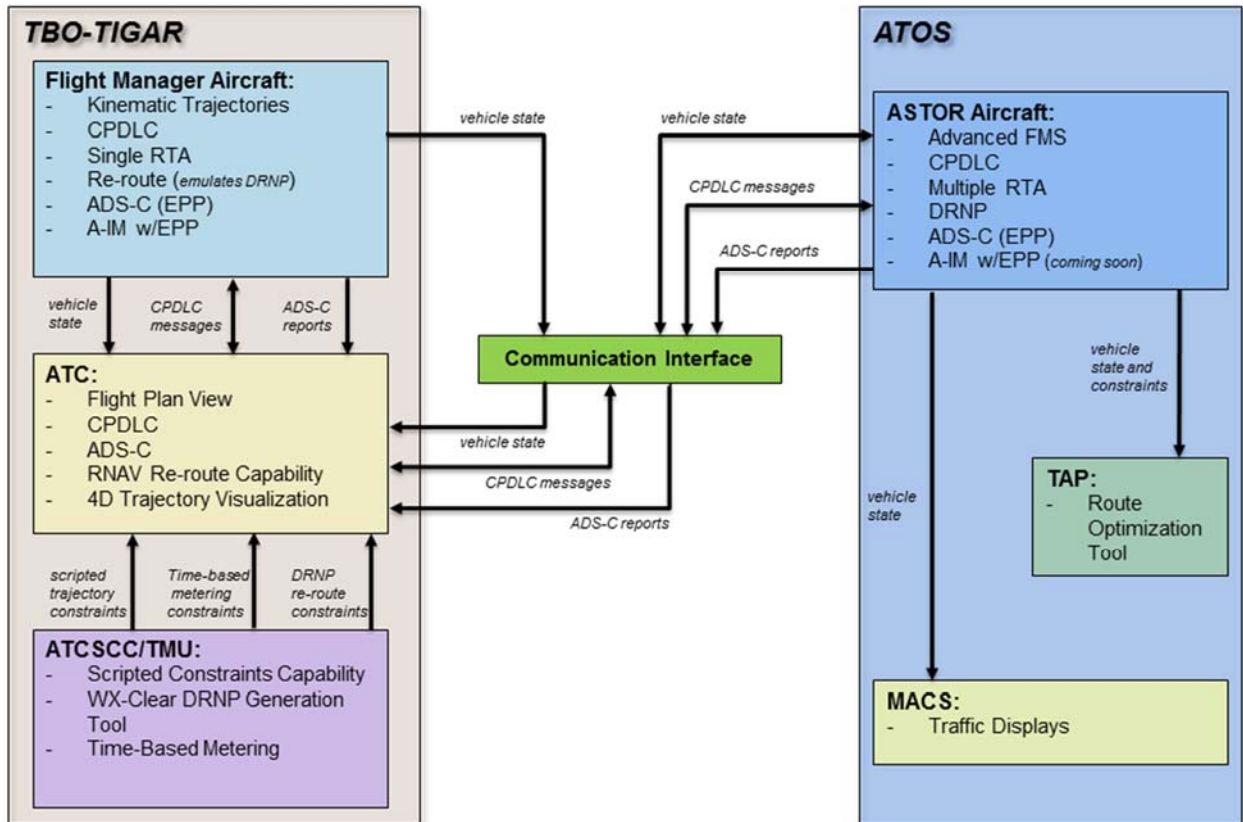 TBO-TIGAR
Flight Manager Aircraft:
- Kinematic Trajectories
- CPDLC
- Single RTA
- Re-route (emulates DRNP)
- ADS-C (EPP)
- A-IM w/EPP
vehicle
state
CPDLC
messages
ADS-C
reports
ATC:
- Flight Plan View
- CPDLC
- ADS-C
- RNAV Re-route Capability
- 4D Trajectory Visualization
scripted
trajectory
constraints
Time-based
metering
constraints
DRNP
re-route
constraints
ATCSCC/TMU:
- Scripted Constraints Capability
- WX-Clear DRNP Generation
Tool
- Time-Based Metering
vehicle state
vehicle state
CPDLC messages
ADS-C reports
Communication Interface
vehicle state
CPDLC messages
ADS-C reports
ATOS
ASTOR Aircraft:
- Advanced FMS
- CPDLC
- Multiple RTA
- DRNP
- ADS-C (EPP)
- A-IM w/EPP (coming soon)
vehicle
state and
constraints
TAP:
- Route
Optimization
Tool
vehicle
state
MACS:
- Traffic Displays